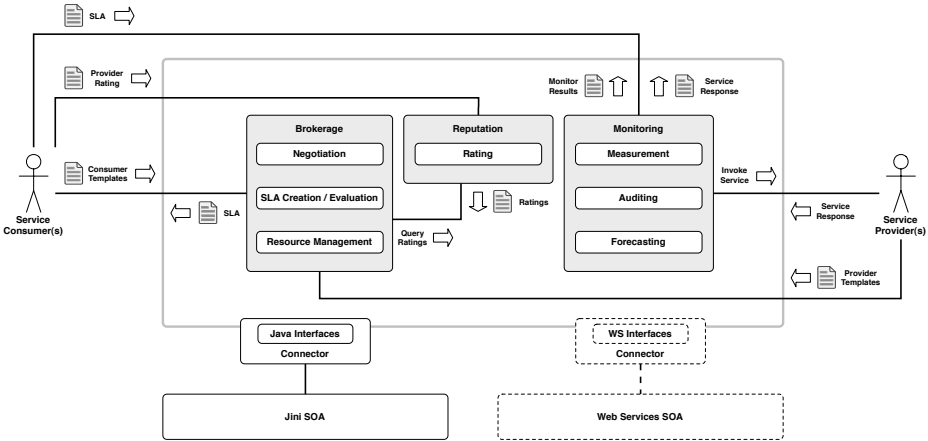 SLA
Provider
Rating
Monitor
Results
Service
Response
Brokerage
Reputation
Monitoring
Negotiation
Rating
Measurement
Consumer
Templates
Invoke
Service
SLA Creation / Evaluation
Ratings
Auditing
SLA
Service
Consumer(s)
Service
Response
Service
Provider(s)
Query
Ratings
Resource Management
Forecasting
Provider
Templates
Java Interfaces
Connector
WS Interfaces
Connector
Jini SOA
Web Services SOA